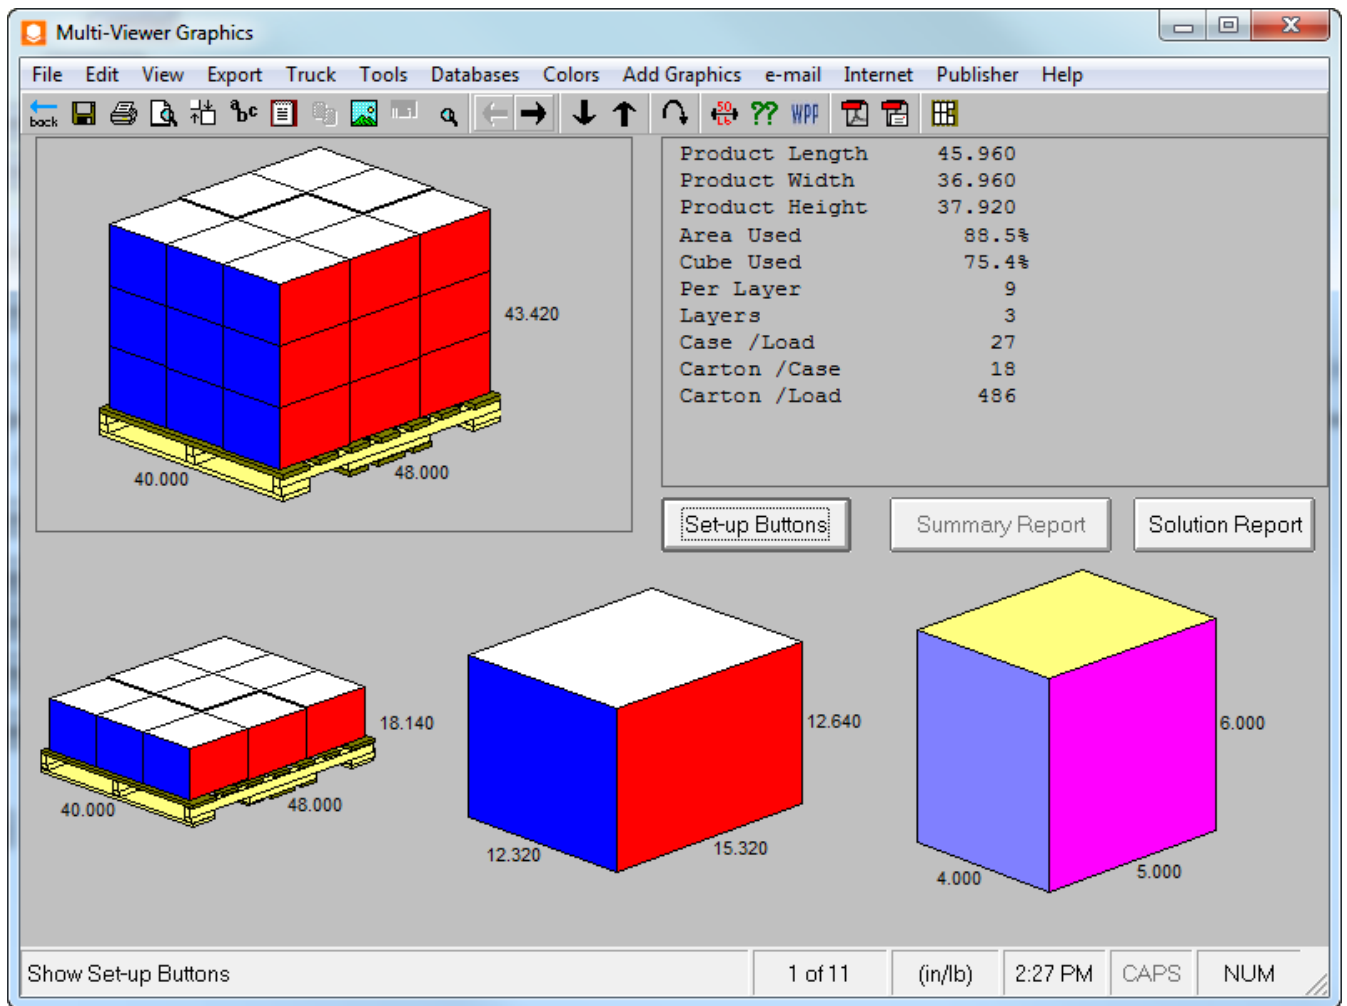 Multi-Viewer Graphics
File Edit View Export Truck Tools Databases Colors Add Graphics e-mail Internet Publisher Help
back abc 50 Lb ?? WPP
Product Length 45.960
Product Width 36.960
Product Height 37.920
Area Used 88.5%
Cube Used 75.4%
Per Layer 9
Layers 3
Case /Load 27
Carton /Case 18
Carton /Load 486
43.420
40.000
48.000
Set-up Buttons
Summary Report
Solution Report
18.140
40.000
48.000
12.640
12.320
15.320
6.000
4.000
5.000
Show Set-up Buttons
1 of 11
(in/lb)
2:27 PM
CAPS
NUM